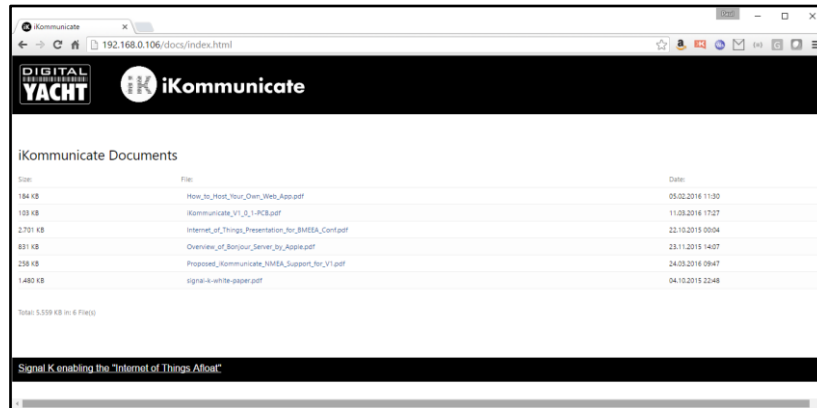 iKommunicate
192.168.0.106/docs/index.html
DIGITAL
YACHT
iK iKommunicate
iKommunicate Documents
Size: File: Date:
184 KB How_to_Host_Your_Own_Web_App.pdf 05.02.2016 11:30
103 KB iKommunicate_V1_0_1-PCB.pdf 11.03.2016 17:27
2.701 KB Internet_of_Things_Presentation_for_BMEEA_Conf.pdf 22.10.2015 00:04
831 KB Overview_of_Bonjour_Server_by_Apple.pdf 23.11.2015 14:07
258 KB Proposed_iKommunicate_NMEA_Support_for_V1.pdf 24.03.2016 09:47
1.480 KB signal-k-white-paper.pdf 04.10.2015 22:48
Total: 5.559 KB in: 6 File(s)
Signal K enabling the "Internet of Things Afloat"